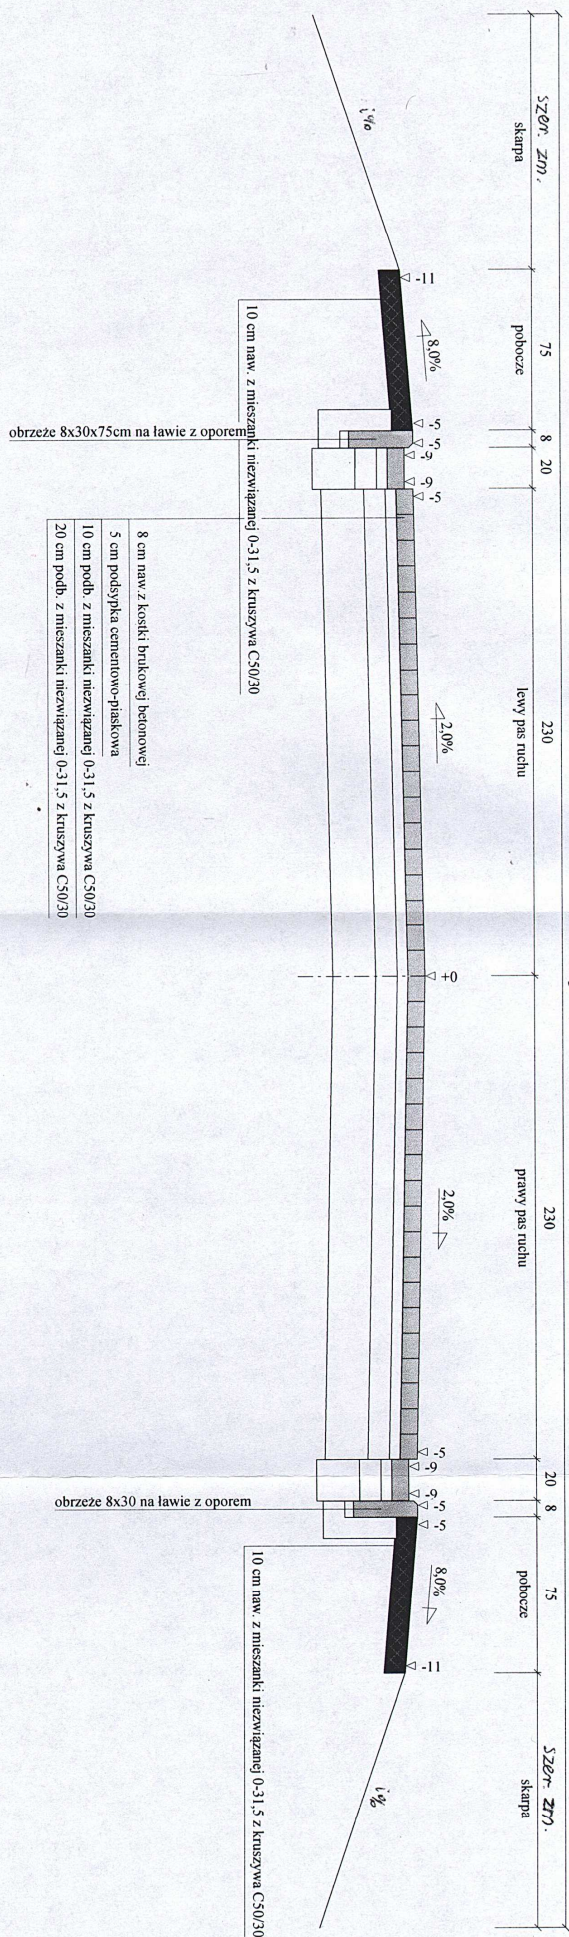 szer. zm.
75
8
20
230
230
20
8
75
szer. zm.
skarpa
pobocze
lewy pas ruchu
prawy pas ruchu
pobocze
skarpa
i%
8,0%
2,0%
2,0%
8,0%
i%
-11
-5
-5
-9
-9
-5
+0
-5
-9
-9
-5
-5
-11
10 cm naw. z mieszanki niezwiązanej 0-31,5 z kruszywa C50/30
obrzeże 8x30x75cm na ławie z oporem
8 cm naw.z kostki brukowej betonowej
5 cm podsypka cementowo-piaskowa
10 cm podb. z mieszanki niezwiązanej 0-31,5 z kruszywa C50/30
20 cm podb. z mieszanki niezwiązanej 0-31,5 z kruszywa C50/30
obrzeże 8x30 na ławie z oporem
10 cm naw. z mieszanki niezwiązanej 0-31,5 z kruszywa C50/30